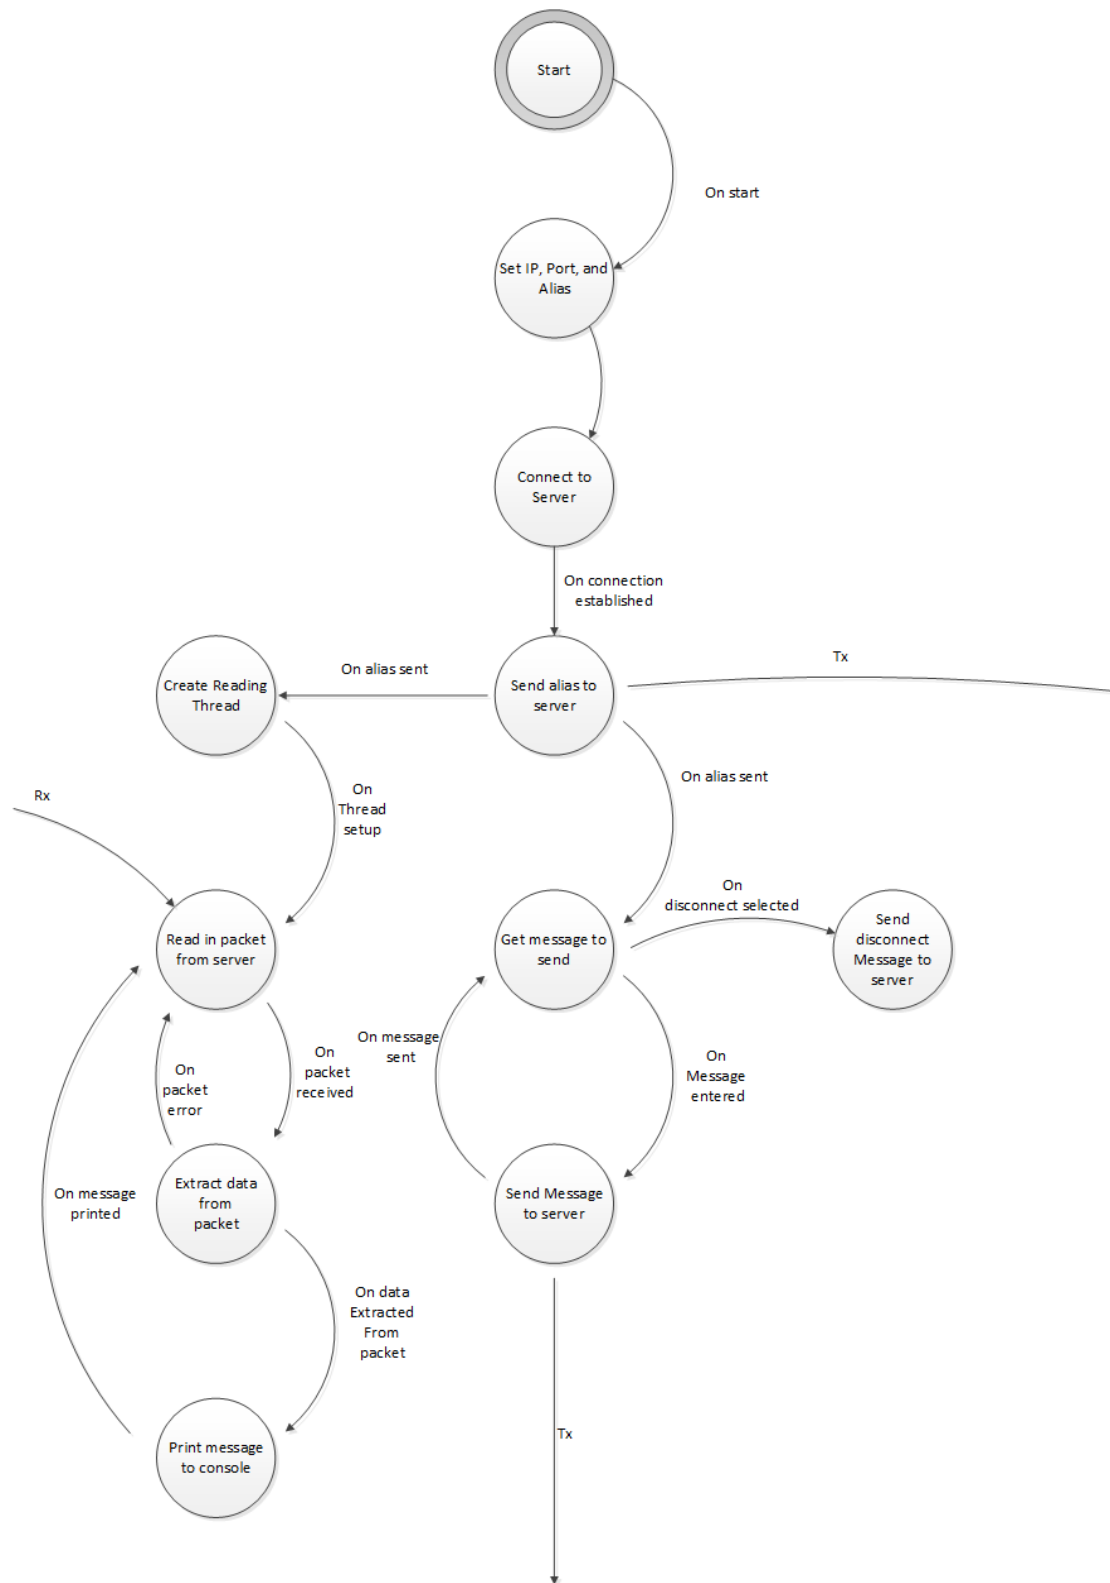 Start
On start
Set IP, Port, and
Alias
Connect to
Server
On connection
established
Tx
On alias sent
Create Reading
Thread
Send alias to
server
On alias sent
Rx
On
Thread
setup
On
disconnect selected
Read in packet
from server
Get message to
send
Send
disconnect
Message to
server
On message
sent
On
packet
received
On
Message
entered
On
packet
error
Extract data
from
packet
On message
printed
Send Message
to server
On data
Extracted
From
packet
Tx
Print message
to console